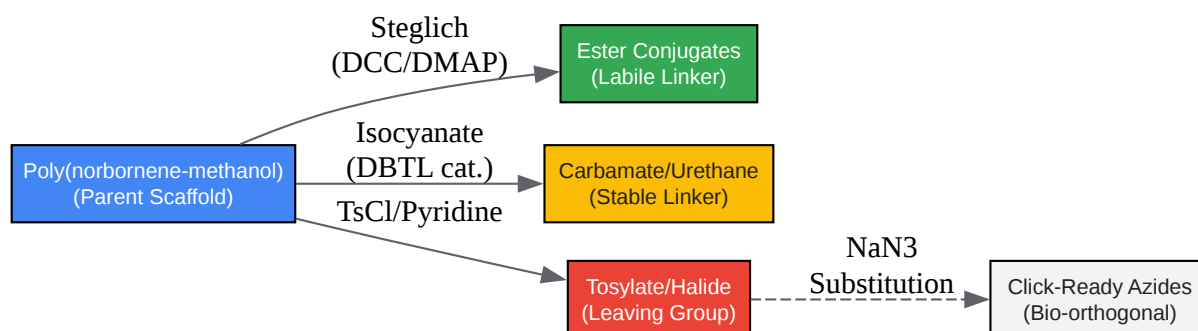 Steglich
(DCC/DMAP)
Ester Conjugates
(Labile Linker)
Poly(norbornene-methanol)
(Parent Scaffold)
Isocyanate
(DBTL cat.)
Carbamate/Urethane
(Stable Linker)
TsCl/Pyridine
Tosylate/Halide
(Leaving Group)
NaN3
Substitution
Click-Ready Azides
(Bio-orthogonal)